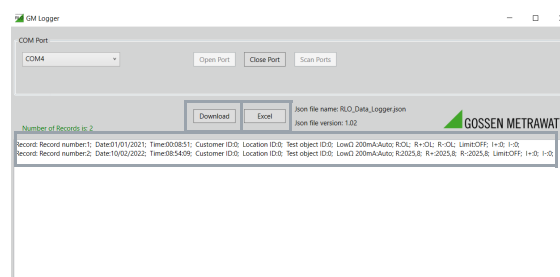 GM Logger
COM Port
COM4
Open Port
Close Port
Scan Ports
Download
Excel
Json file name: RLO_Data_Logger.json
Json file version: 1.02
GOSSEN METRAWAT
Number of Records is: 2
Record: Record number:1; Date:01/01/2021; Time:00:08:51; Customer ID:0; Location ID:0; Test object ID:0; LowΩ 200mA:Auto; R:OL; R+:OL; R-:OL; Limit:OFF; I+:0; I-:0;
Record: Record number:2; Date:10/02/2022; Time:08:54:09; Customer ID:0; Location ID:0; Test object ID:0; LowΩ 200mA:Auto; R:2025,8; R+:2025,8; R-:2025,8; Limit:OFF; I+:0; I-:0;